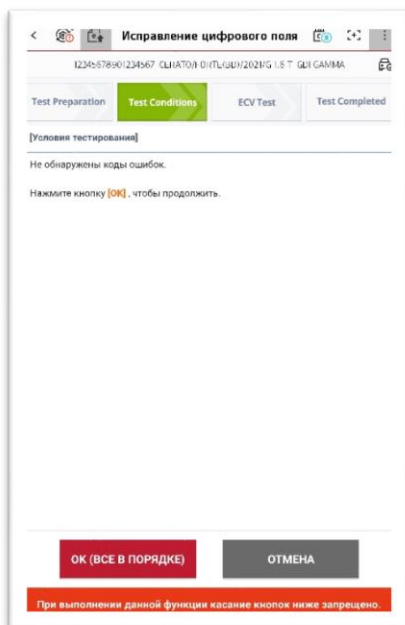 Исправление цифрового поля
Test Preparation
Test Conditions
ECV Test
Test Completed
[Условия тестирования]
Не обнаружены коды ошибок.
Нажмите кнопку [OK] , чтобы продолжить.
ОК (ВСЕ В ПОРЯДКЕ)
ОТМЕНА
При выполнении данной функции касание кнопок ниже запрещено.